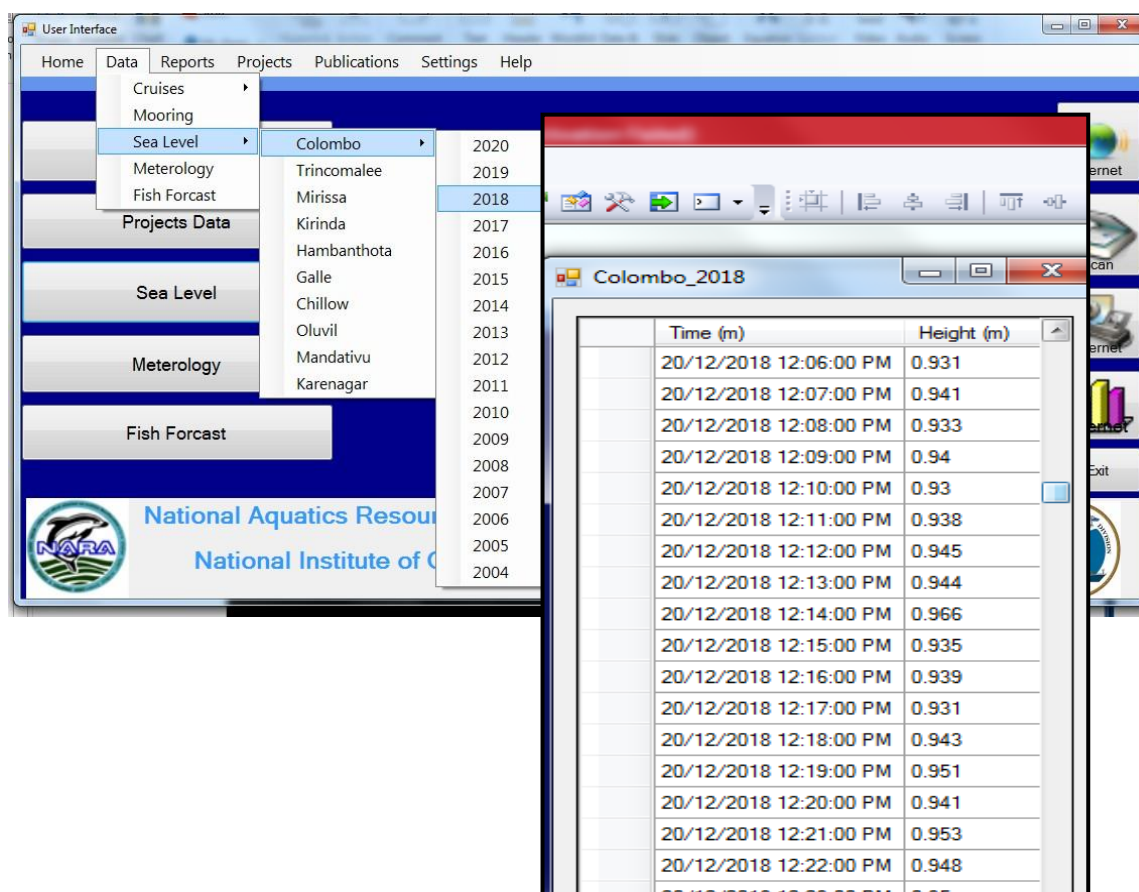 User Interface
Home Data Reports Projects Publications Settings Help
Cruises
Mooring
Sea Level
Meterology
Fish Forcast
Colombo
Trincomalee
Mirissa
Kirinda
Hambanthota
Galle
Chillow
Oluvil
Mandativu
Karenagar
2020
2019
2018
2017
2016
2015
2014
2013
2012
2011
2010
2009
2008
2007
2006
2005
2004
Projects Data
Sea Level
Meterology
Fish Forcast
NARA
National Aquatics Resou
National Institute of
ernet
can
ernet
ernet
Exit
DIVISION
Colombo_2018
Time (m) Height (m)
20/12/2018 12:06:00 PM 0.931
20/12/2018 12:07:00 PM 0.941
20/12/2018 12:08:00 PM 0.933
20/12/2018 12:09:00 PM 0.94
20/12/2018 12:10:00 PM 0.93
20/12/2018 12:11:00 PM 0.938
20/12/2018 12:12:00 PM 0.945
20/12/2018 12:13:00 PM 0.944
20/12/2018 12:14:00 PM 0.966
20/12/2018 12:15:00 PM 0.935
20/12/2018 12:16:00 PM 0.939
20/12/2018 12:17:00 PM 0.931
20/12/2018 12:18:00 PM 0.943
20/12/2018 12:19:00 PM 0.951
20/12/2018 12:20:00 PM 0.941
20/12/2018 12:21:00 PM 0.953
20/12/2018 12:22:00 PM 0.948